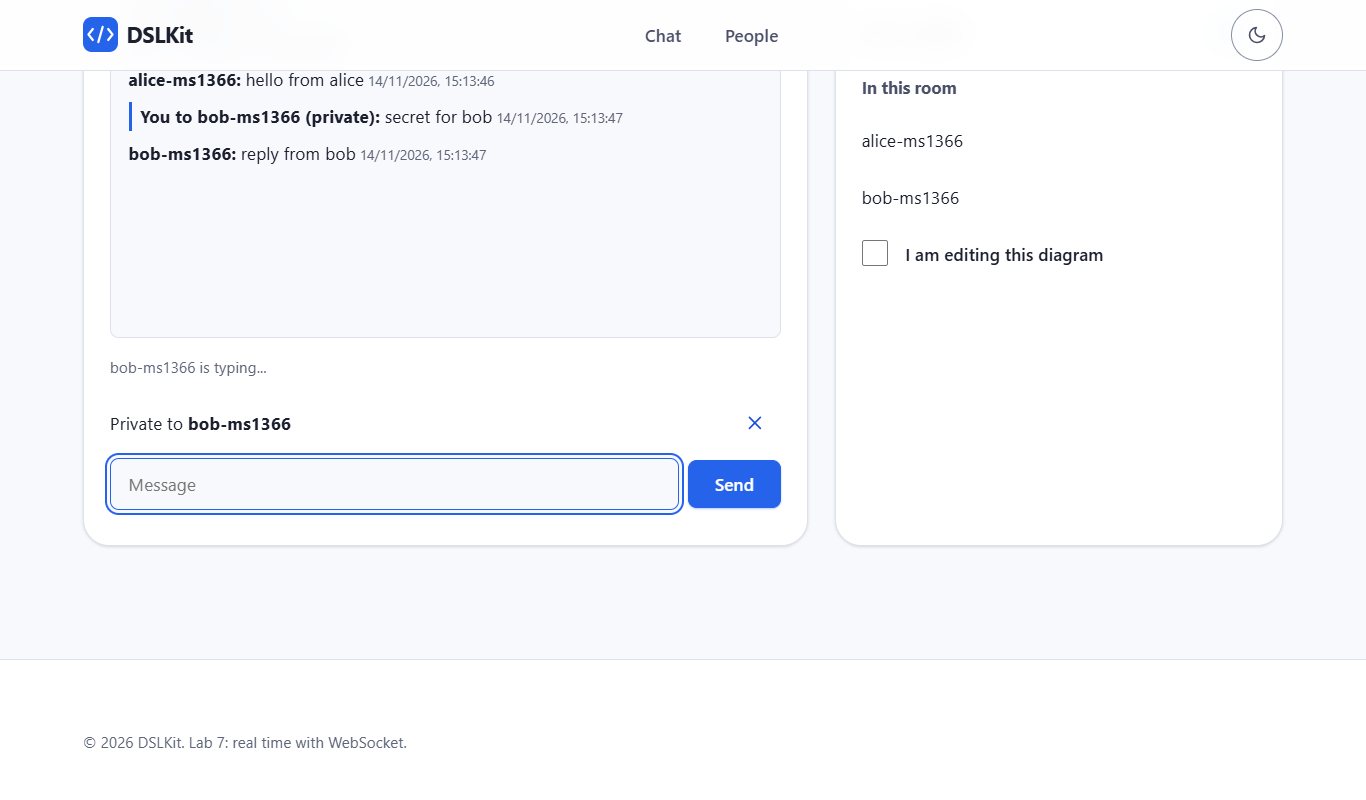 </> DSLKit
Chat
People
alice-ms1366: hello from alice 14/11/2026, 15:13:46
You to bob-ms1366 (private): secret for bob 14/11/2026, 15:13:47
bob-ms1366: reply from bob 14/11/2026, 15:13:47
bob-ms1366 is typing...
Private to bob-ms1366
Message
Send
In this room
alice-ms1366
bob-ms1366
I am editing this diagram
© 2026 DSLKit. Lab 7: real time with WebSocket.